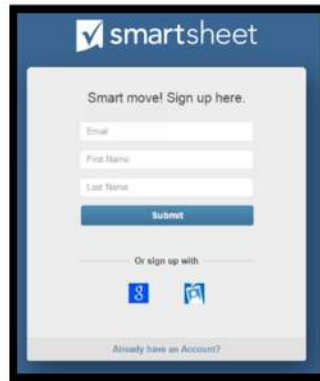 smartsheet
Smart move! Sign up here.
Email
First Name
Last Name
Submit
Or sign up with
8
Already have an Account?